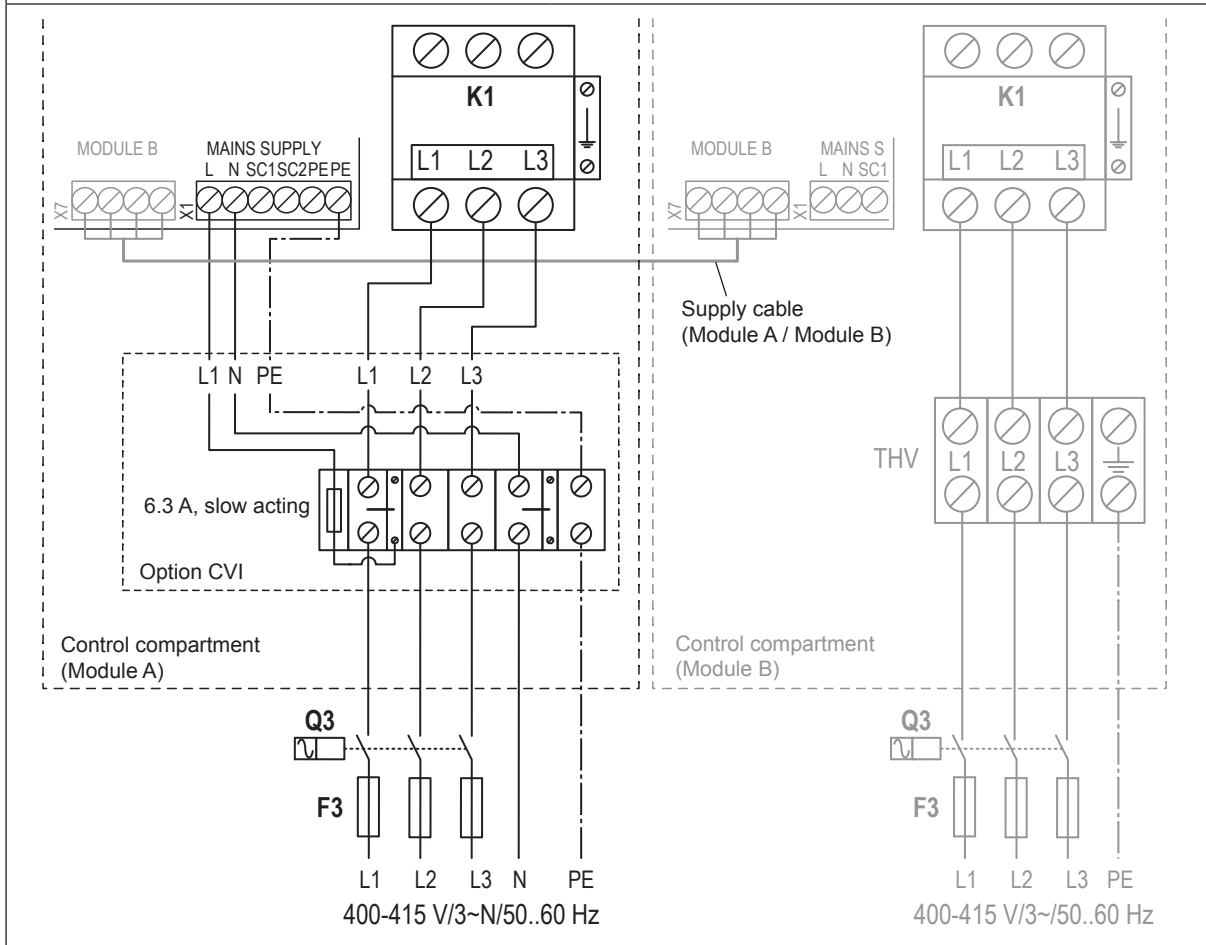 K1
L1 L2 L3
MODULE B
MAINS SUPPLY
L N SC1SC2PEPE
X7
X1
K1
L1 L2 L3
MODULE B
MAINS S
L N SC1
X7
X1
Supply cable
(Module A / Module B)
L1 N PE L1 L2 L3
6.3 A, slow acting
Option CVI
THV
L1 L2 L3
Control compartment
(Module A)
Control compartment
(Module B)
Q3
F3
L1 L2 L3 N PE
400-415 V/3~N/50..60 Hz
Q3
F3
L1 L2 L3 PE
400-415 V/3~/50..60 Hz